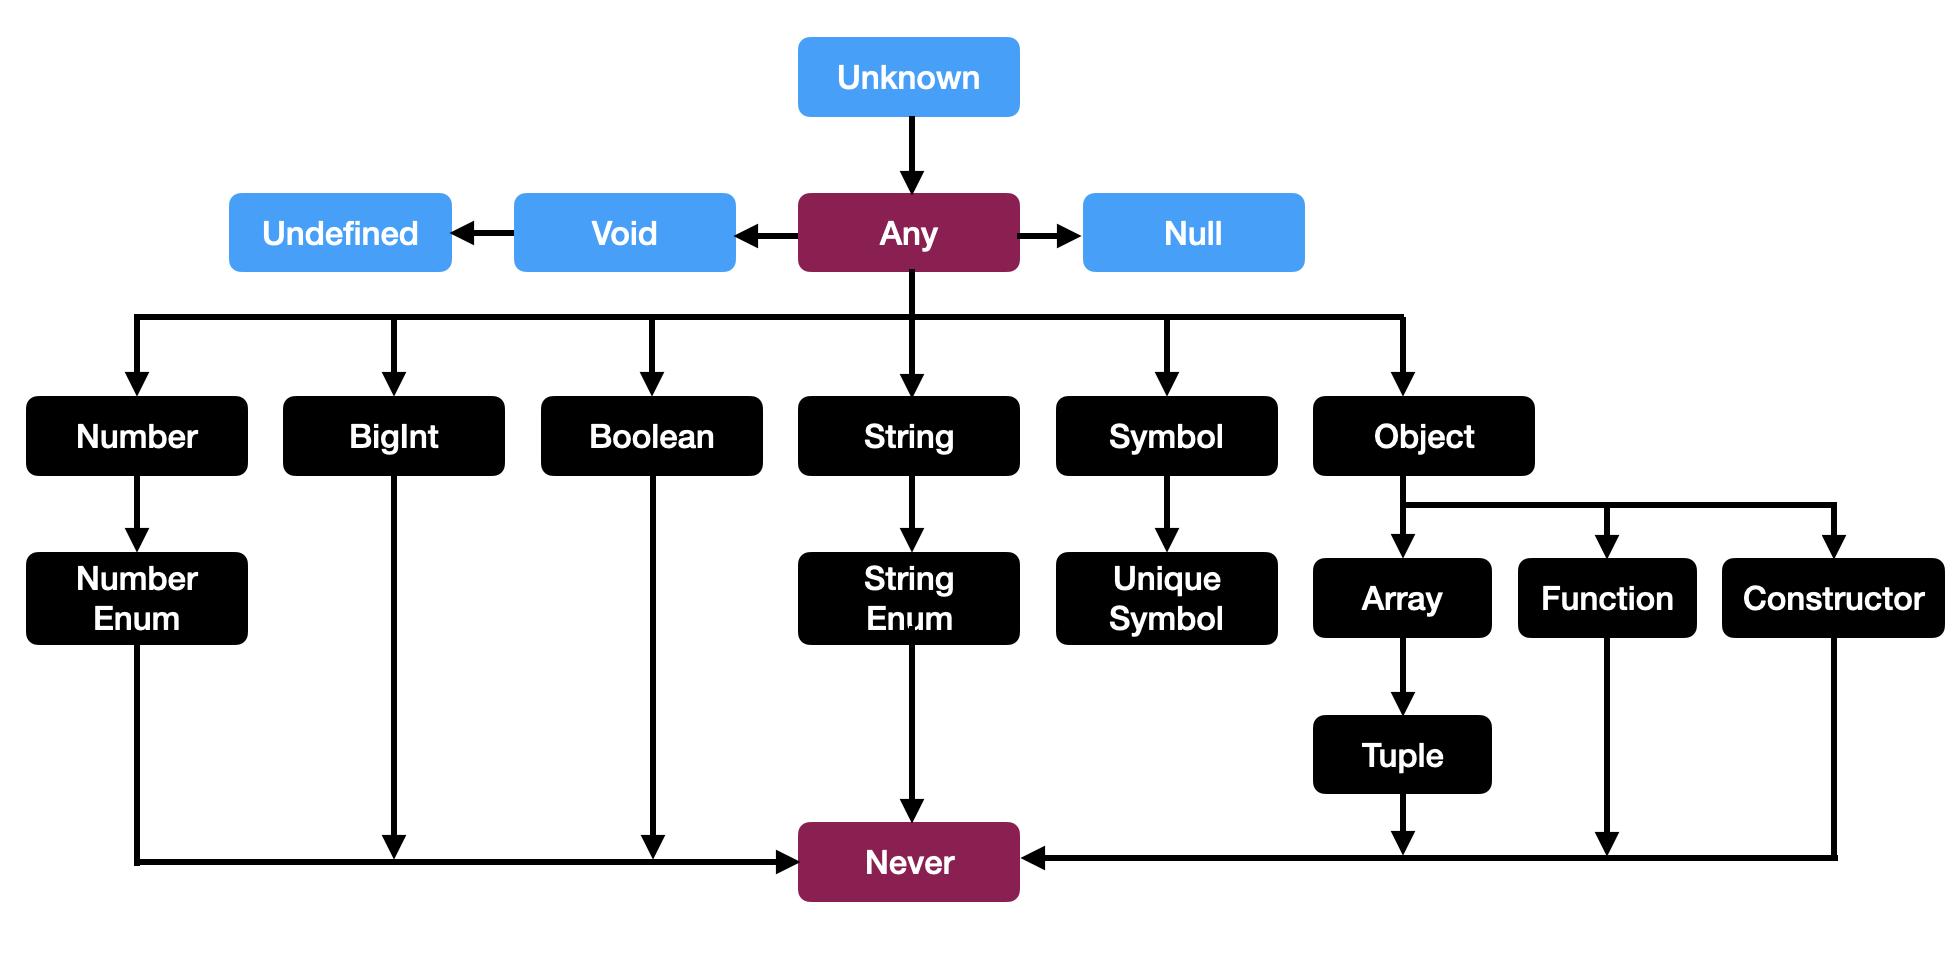 Unknown
Undefined
Void
Any
Null
Number
BigInt
Boolean
String
Symbol
Object
Number
Enum
String
Enum
Unique
Symbol
Array
Function
Constructor
Tuple
Never